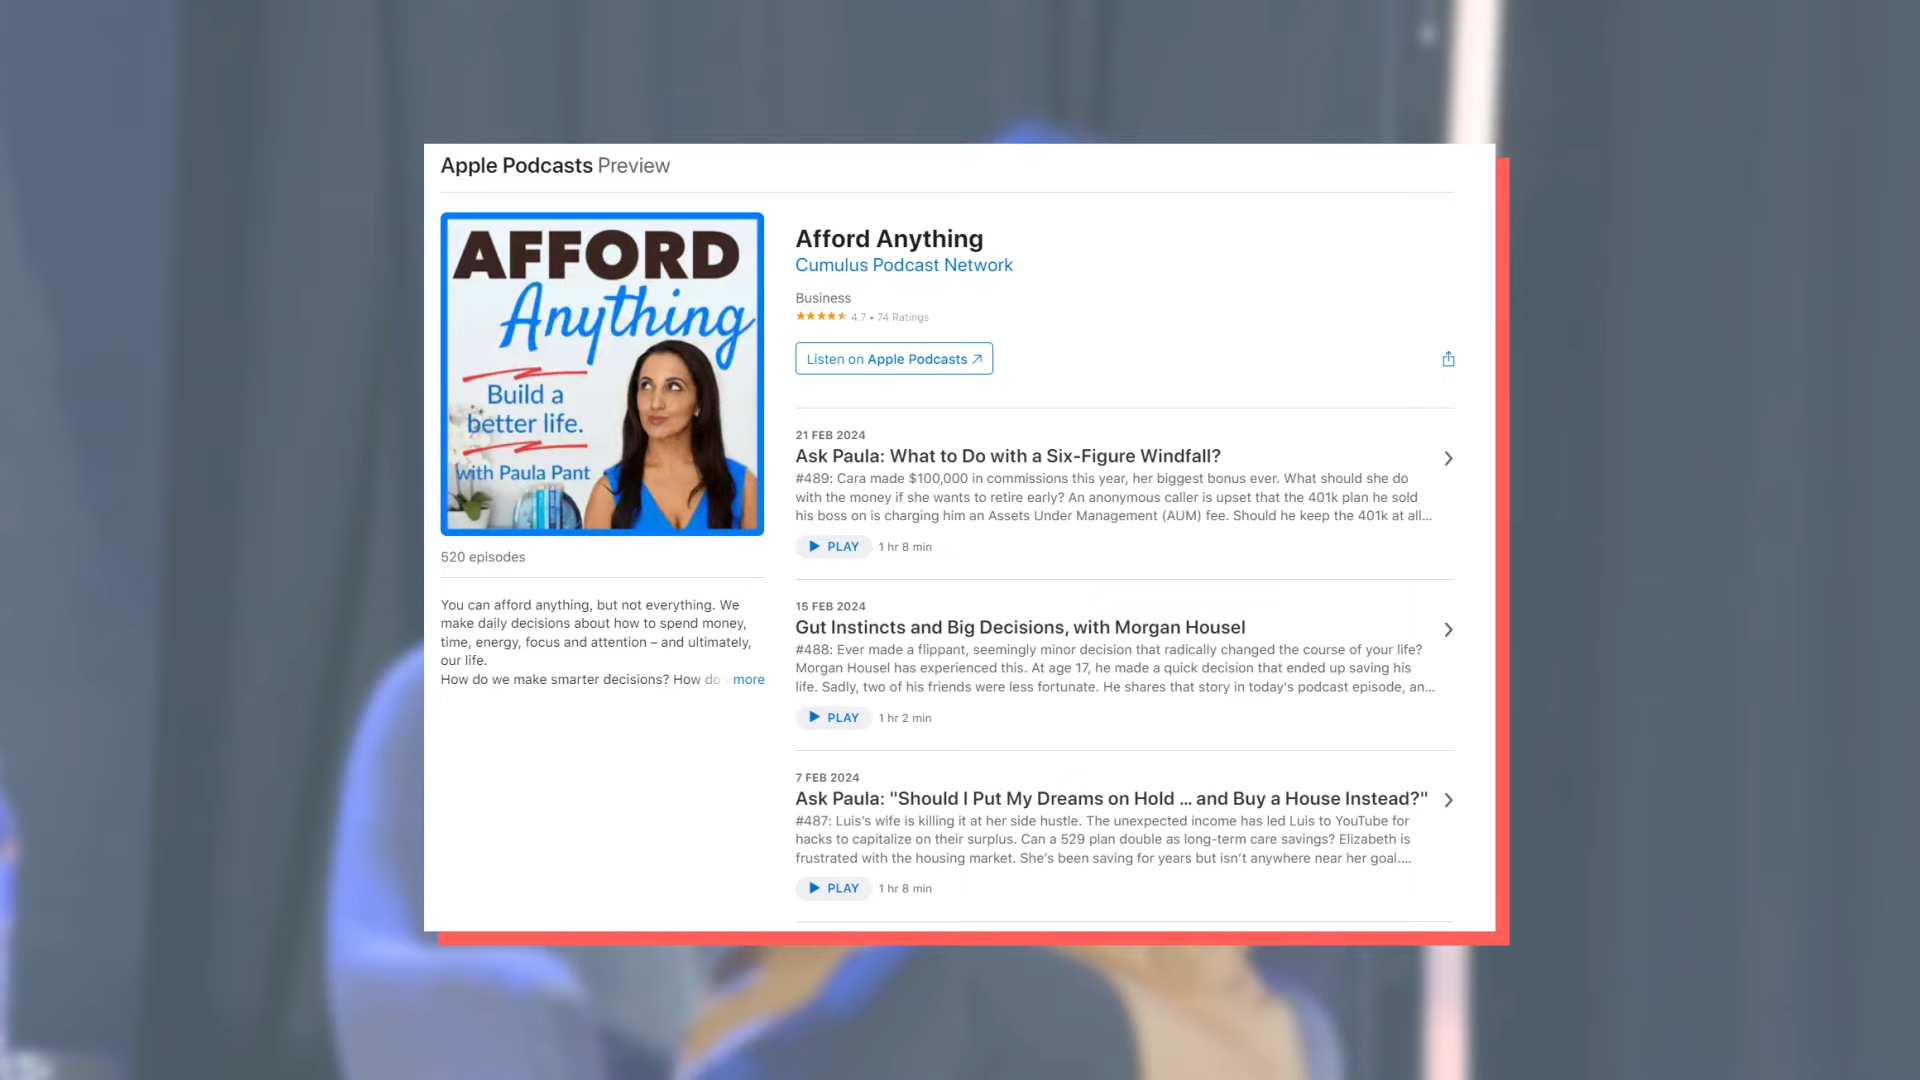 Apple Podcasts Preview
AFFORD
Anything
Build a
better life.
with Paula Pant
520 episodes
You can afford anything, but not everything. We
make daily decisions about how to spend money,
time, energy, focus and attention – and ultimately,
our life.
How do we make smarter decisions? How do more
Afford Anything
Cumulus Podcast Network
Business
4.7 • 74 Ratings
Listen on Apple Podcasts
21 FEB 2024
Ask Paula: What to Do with a Six-Figure Windfall?
#489: Cara made $100,000 in commissions this year, her biggest bonus ever. What should she do
with the money if she wants to retire early? An anonymous caller is upset that the 401k plan he sold
his boss on is charging him an Assets Under Management (AUM) fee. Should he keep the 401k at all...
PLAY 1 hr 8 min
15 FEB 2024
Gut Instincts and Big Decisions, with Morgan Housel
#488: Ever made a flippant, seemingly minor decision that radically changed the course of your life?
Morgan Housel has experienced this. At age 17, he made a quick decision that ended up saving his
life. Sadly, two of his friends were less fortunate. He shares that story in today's podcast episode, an...
PLAY 1 hr 2 min
7 FEB 2024
Ask Paula: "Should I Put My Dreams on Hold ... and Buy a House Instead?"
#487: Luis’s wife is killing it at her side hustle. The unexpected income has led Luis to YouTube for
hacks to capitalize on their surplus. Can a 529 plan double as long-term care savings? Elizabeth is
frustrated with the housing market. She’s been saving for years but isn’t anywhere near her goal....
PLAY 1 hr 8 min